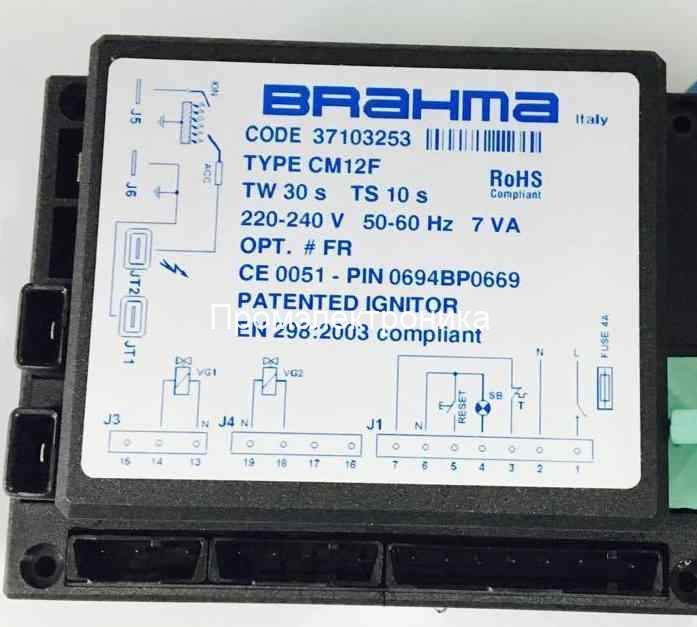 BRAHMA Italy
CODE 37103253
TYPE CM12F
RoHS
Compliant
TW 30 s TS 10 s
220-240 V 50-60 Hz 7 VA
OPT. # FR
CE 0051 - PIN 0694BP0669
PATENTED IGNITOR
Промэлектроника
EN 298:2003 compliant
J5
ION
ACC
J6
JT2
JT1
VG1
N
J3
15 14 13
VG2
N
J4
19 18 17 16
N
RESET
SB
T
N
L
FUSE 4A
J1
7 6 5 4 3 2 1